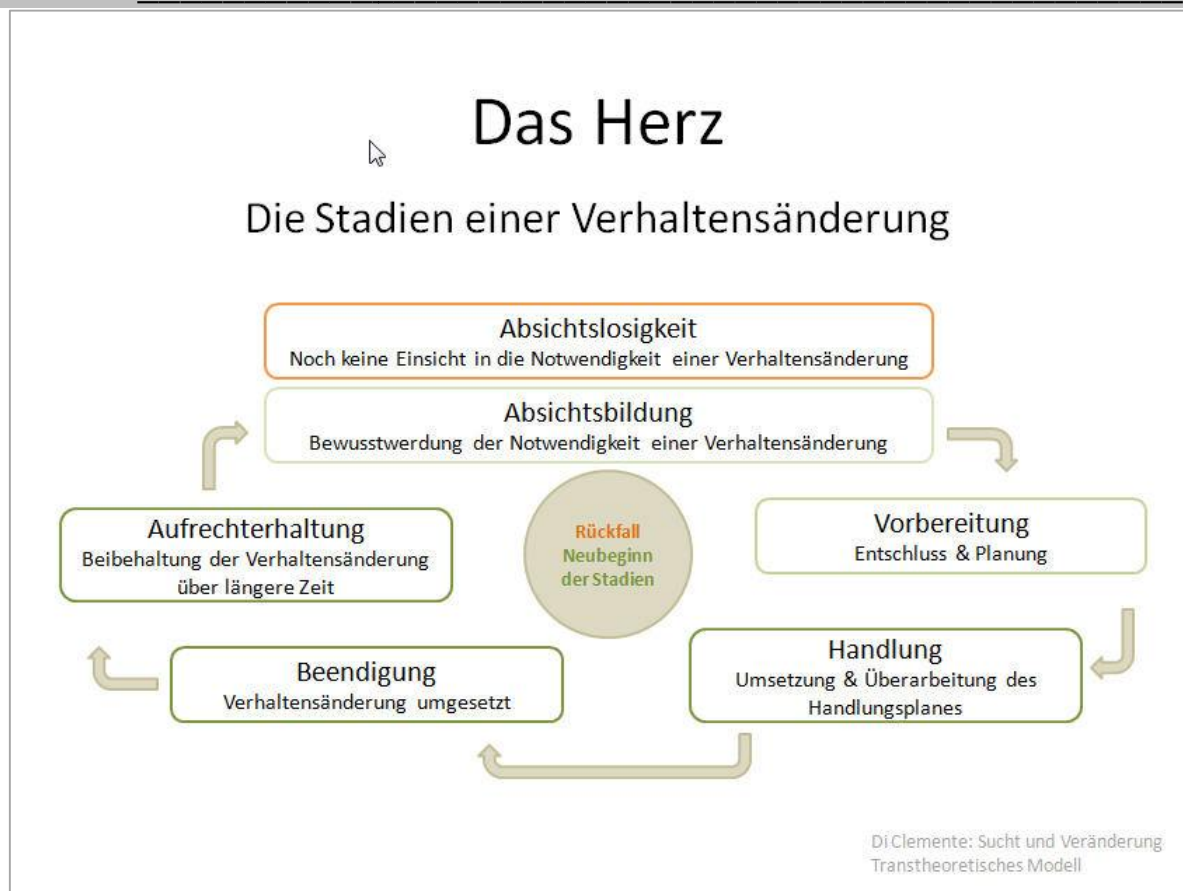 Das Herz
Die Stadien einer Verhaltensänderung
Absichtslosigkeit
Noch keine Einsicht in die Notwendigkeit einer Verhaltensänderung
Absichtsbildung
Bewusstwerdung der Notwendigkeit einer Verhaltensänderung
Vorbereitung
Entschluss & Planung
Handlung
Umsetzung & Überarbeitung des
Handlungsplanes
Beendigung
Verhaltensänderung umgesetzt
Aufrechterhaltung
Beibehaltung der Verhaltensänderung
über längere Zeit
Rückfall
Neubeginn
der Stadien
Di Clemente: Sucht und Veränderung
Transtheoretisches Modell